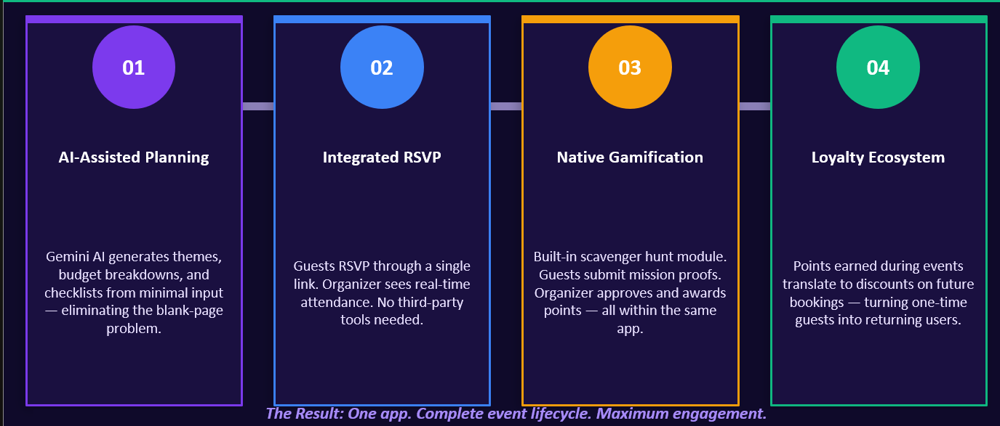 01
AI-Assisted Planning
Gemini AI generates themes,
budget breakdowns, and
checklists from minimal input
— eliminating the blank-page
problem.
02
Integrated RSVP
Guests RSVP through a single
link. Organizer sees real-time
attendance. No third-party
tools needed.
03
Native Gamification
Built-in scavenger hunt module.
Guests submit mission proofs.
Organizer approves and awards
points — all within the same
app.
04
Loyalty Ecosystem
Points earned during events
translate to discounts on future
bookings — turning one-time
guests into returning users.
The Result: One app. Complete event lifecycle. Maximum engagement.